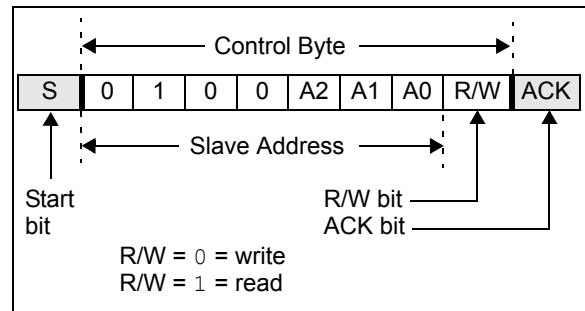 Control Byte
S 0 1 0 0 A2 A1 A0 R/W ACK
Slave Address
Start
bit
R/W bit
ACK bit
R/W = 0 = write
R/W = 1 = read